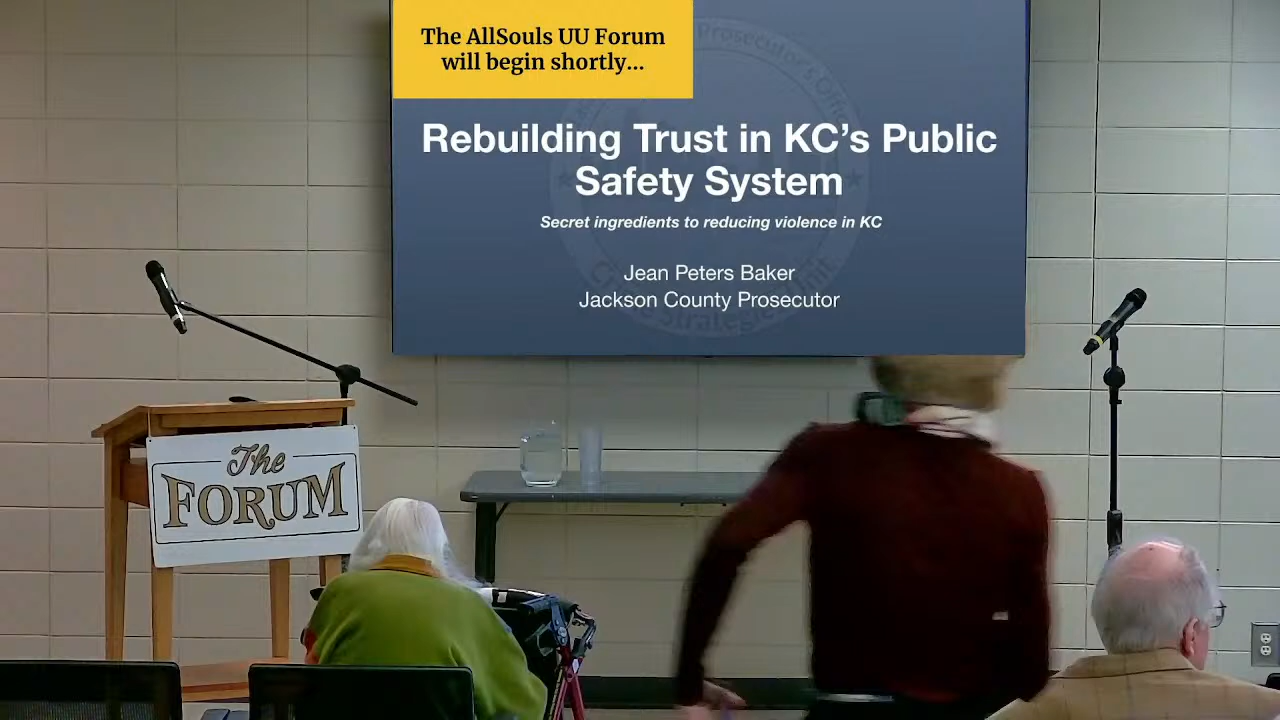 The AllSouls UU Forum
will begin shortly...
Rebuilding Trust in KC's Public
Safety System
Secret ingredients to reducing violence in KC
Jean Peters Baker
Jackson County Prosecutor
The
FORUM